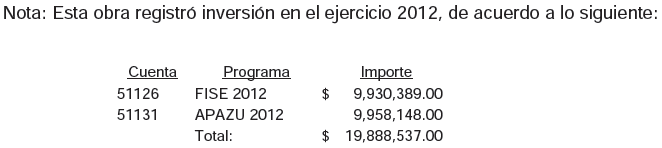 Nota: Esta obra registró inversión en el ejercicio 2012, de acuerdo a lo siguiente:
Cuenta Programa Importe
51126 FISE 2012 $ 9,930,389.00
51131 APAZU 2012 9,958,148.00
Total: $ 19,888,537.00